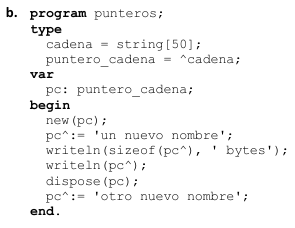 b. program punteros;
type
cadena = string[50];
puntero_cadena = ^cadena;
var
pc: puntero_cadena;
begin
new(pc);
pc^:= 'un nuevo nombre';
writeln(sizeof(pc^), ' bytes');
writeln(pc^);
dispose(pc);
pc^:= 'otro nuevo nombre';
end.